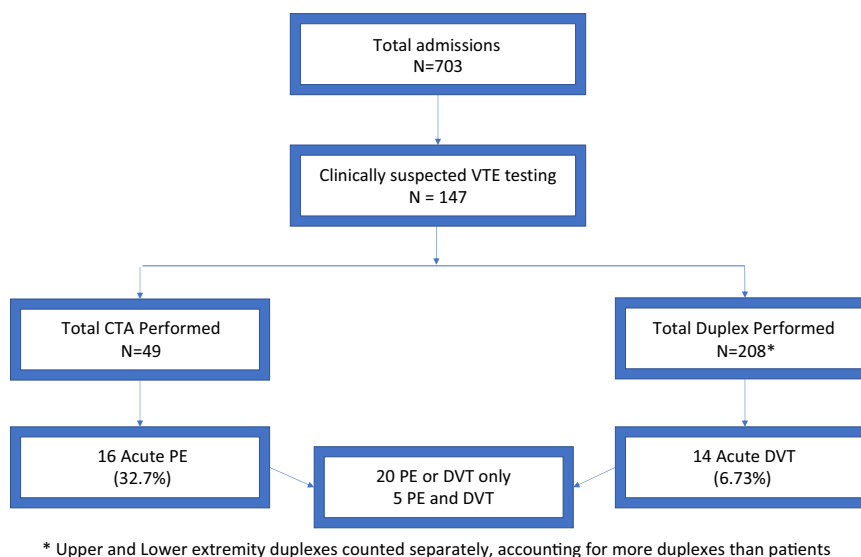 Total admissions
N=703
Clinically suspected VTE testing
N = 147
Total CTA Performed
N=49
Total Duplex Performed
N=208*
16 Acute PE
(32.7%)
20 PE or DVT only
5 PE and DVT
14 Acute DVT
(6.73%)
* Upper and Lower extremity duplexes counted separately, accounting for more duplexes than patients